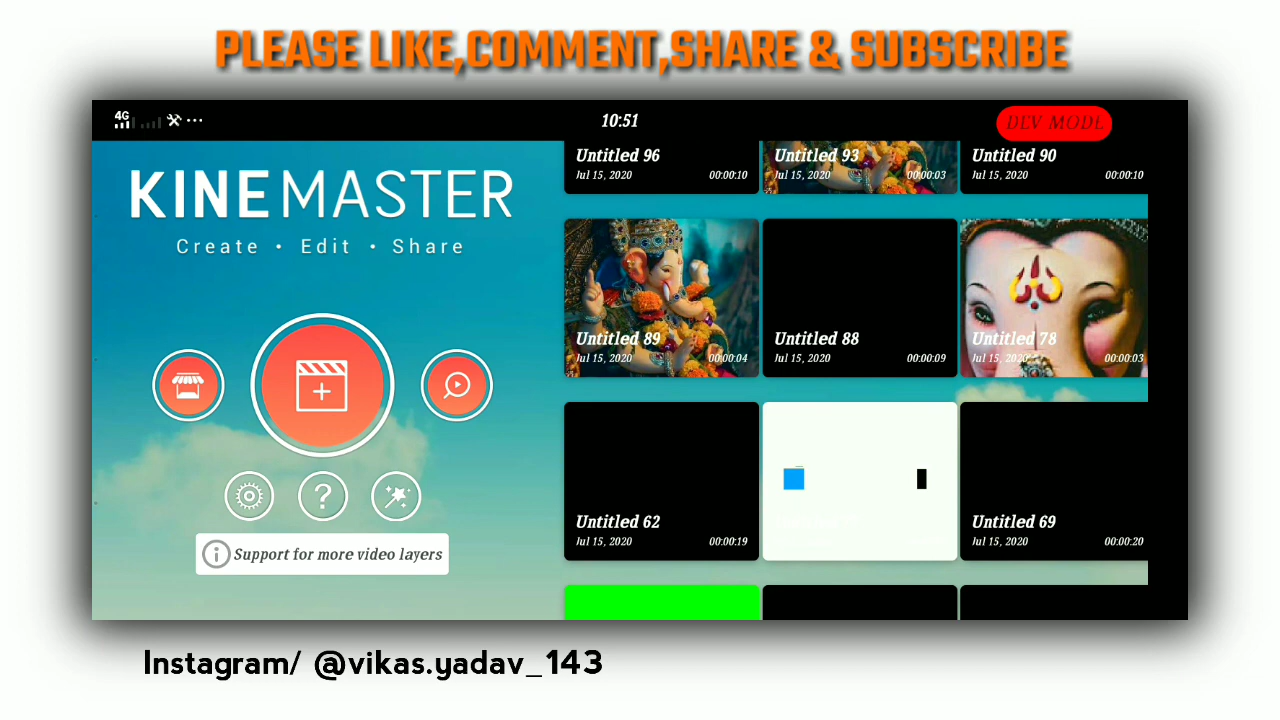 PLEASE LIKE,COMMENT,SHARE & SUBSCRIBE
4G
10:51
DEV MODE
KINEMASTER
Create • Edit • Share
Support for more video layers
Untitled 96
Jul 15, 2020 00:00:10
Untitled 93
Jul 15, 2020 00:00:03
Untitled 90
Jul 15, 2020 00:00:10
Untitled 89
Jul 15, 2020 00:00:04
Untitled 88
Jul 15, 2020 00:00:09
Untitled 78
Jul 15, 2020 00:00:03
Untitled 62
Jul 15, 2020 00:00:19
Untitled 69
Jul 15, 2020 00:00:20
Instagram/ @vikas.yadav_143